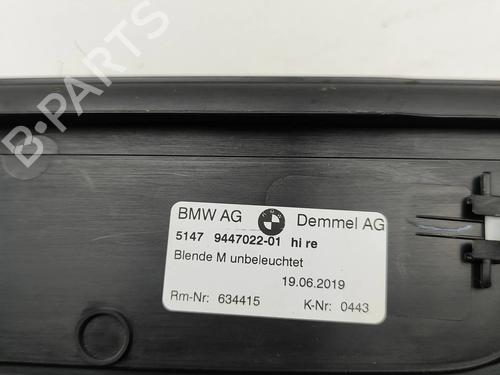 B-PARTS
BMW AG Demmel AG
5147 9447022-01 hi re
Blende M unbeleuchtet
19.06.2019
Rm-Nr: 634415 K-Nr: 0443
B-PARTS